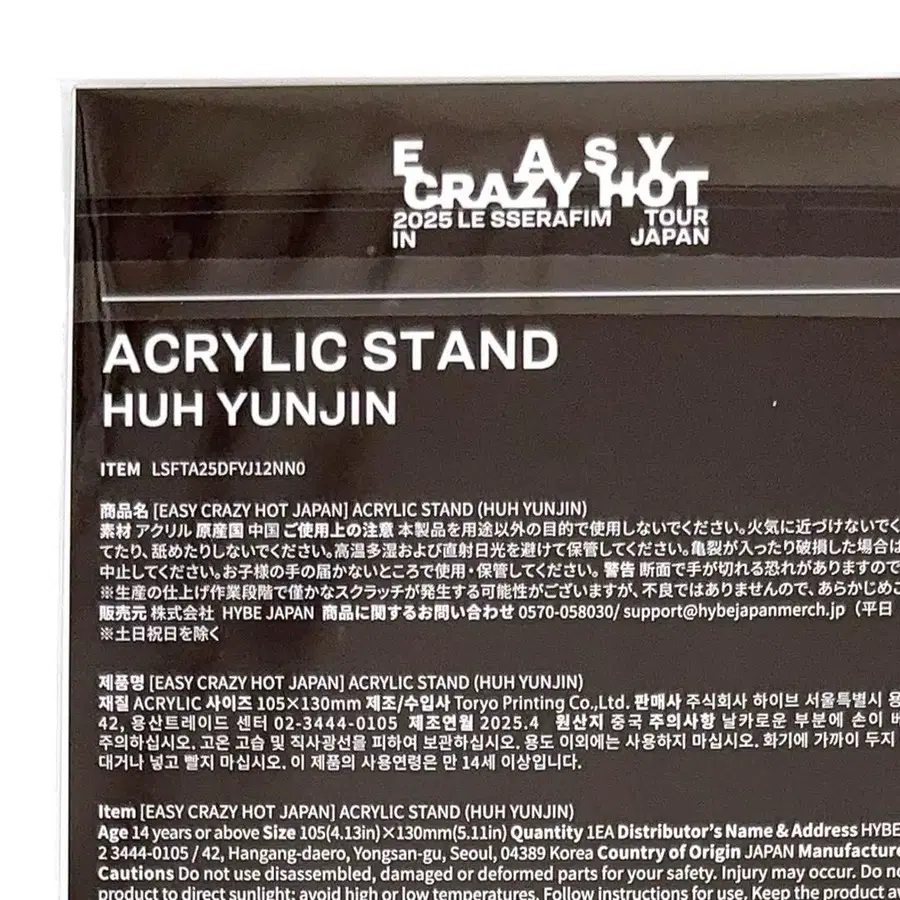 E A S Y
CRAZY HOT
2025 LE SSERAFIM TOUR
IN JAPAN
ACRYLIC STAND
HUH YUNJIN
ITEM LSFTA25DFYJ12NN0
商品名 [EASY CRAZY HOT JAPAN] ACRYLIC STAND (HUH YUNJIN)
素材 アクリル 原産国 中国 ご使用上の注意 本製品を用途以外の目的で使用しないでください。火気に近づけないでく
てたり、舐めたりしないでください。高温多湿および直射日光を避けて保管してください。亀裂が入ったり破損した場合は
中止してください。お子様の手の届かないところで使用・保管してください。警告 断面で手が切れる恐れがありますので
※生産の仕上げ作業段階で僅かなスクラッチが発生する可能性がございますが、不良ではありませんので、あらかじめご
販売元 株式会社 HYBE JAPAN 商品に関するお問い合わせ 0570-058030/ support@hybejapanmerch.jp（平日
※土日祝日を除く
제품명 [EASY CRAZY HOT JAPAN] ACRYLIC STAND (HUH YUNJIN)
재질 ACRYLIC 사이즈 105×130mm 제조/수입사 Toryo Printing Co.,Ltd. 판매사 주식회사 하이브 서울특별시 용
42, 용산트레이드 센터 02-3444-0105 제조연월 2025.4 원산지 중국 주의사항 날카로운 부분에 손이 베
주의하십시오. 고온 고습 및 직사광선을 피하여 보관하십시오. 용도 이외에는 사용하지 마십시오. 화기에 가까이 두지
대거나 넣고 빨지 마십시오. 이 제품의 사용연령은 만 14세 이상입니다.
Item [EASY CRAZY HOT JAPAN] ACRYLIC STAND (HUH YUNJIN)
Age 14 years or above Size 105(4.13in)×130mm(5.11in) Quantity 1EA Distributor's Name & Address HYBE
2 3444-0105 / 42, Hangang-daero, Yongsan-gu, Seoul, 04389 Korea Country of Origin JAPAN Manufacture
Cautions Do not use disassembled, damaged or deformed parts for your safety. Injury may occur. Do no
product to direct sunlight; avoid high or low temperatures. Follow instructions for use. Keep the product aw